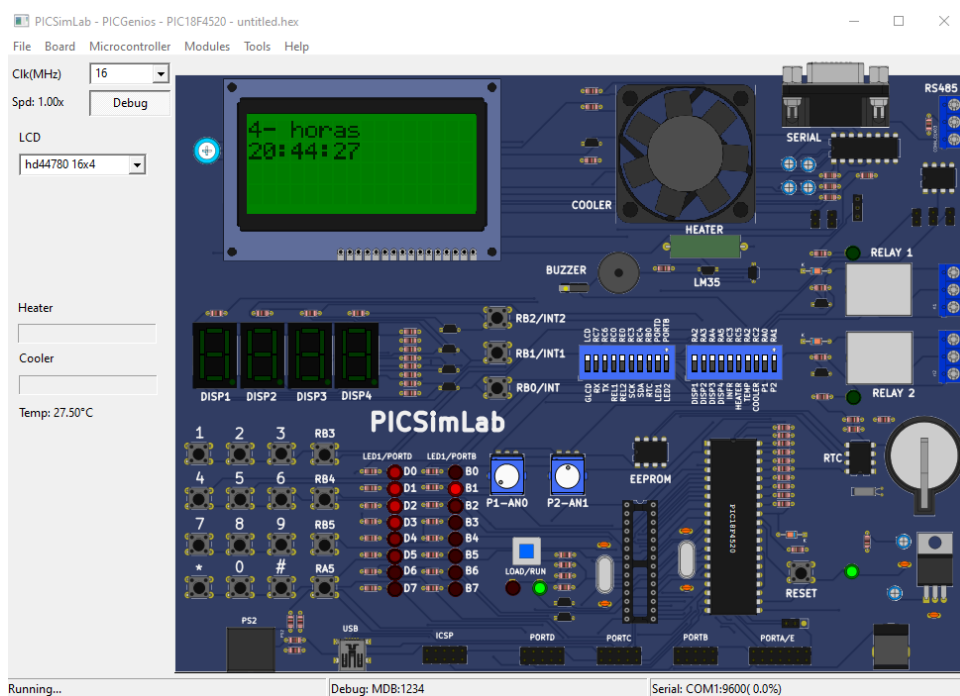 PICSimLab - PICGenios - PIC18F4520 - untitled.hex
File Board Microcontroller Modules Tools Help
Clk(MHz) 16
Spd: 1.00x Debug
LCD
hd44780 16x4
4- horas
20:44:27
Heater
Cooler
Temp: 27.50°C
COOLER
SERIAL
RS485
HEATER
LM35
BUZZER
RELAY 1
RELAY 2
RB2/INT2
RB1/INT1
RB0/INT
DISP1 DISP2 DISP3 DISP4
PICSimLab
1 2 3 RB3
4 5 6 RB4
7 8 9 RB5
* 0 # RA5
LED1/PORTD LED1/PORTB
D0 B0
D1 B1
D2 B2
D3 B3
D4 B4
D5 B5
D6 B6
D7 B7
P1-AN0 P2-AN1
EEPROM
PIC18F4520
RTC
LOAD/RUN
RESET
PS2 USB ICSP PORTD PORTC PORTB PORTA/E
Running... Debug: MDB:1234 Serial: COM1:9600( 0.0%)